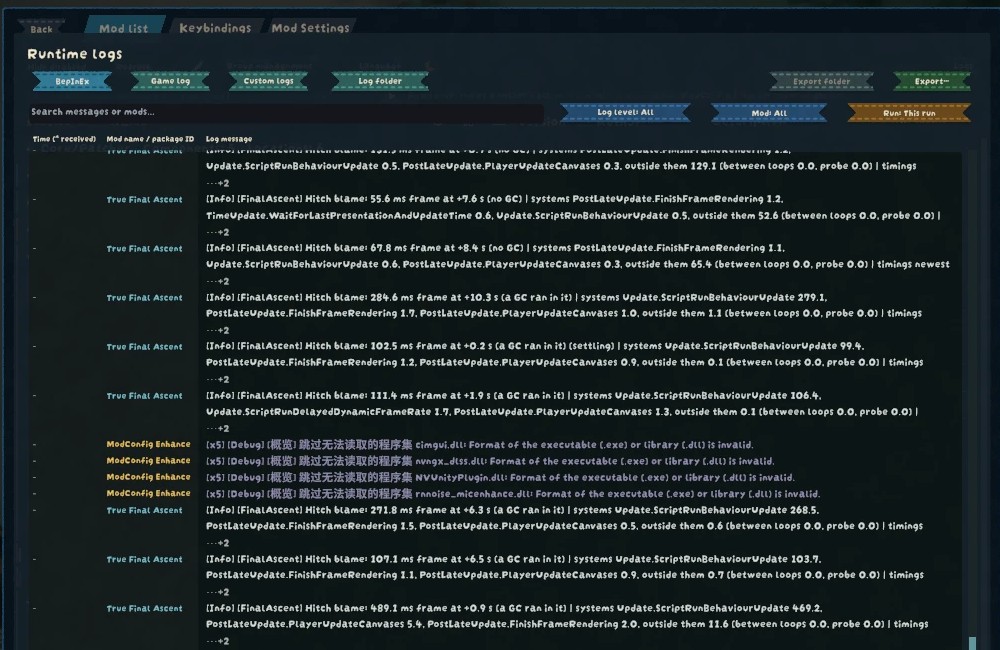 Back
Mod list
Keybindings
Mod Settings
Runtime logs
BepInEx
Game log
Custom logs
Log folder
Export folder
Export...
Search messages or mods...
Log level: All
Mod: All
Run: This run
Time (* received)
Mod name / package ID
Log message
- True Final Ascent
Update.ScriptRunBehaviourUpdate 0.5, PostLateUpdate.PlayerUpdateCanvases 0.3, outside them 129.1 (between loops 0.0, probe 0.0) | timings
...+2
- True Final Ascent [Info] [FinalAscent] Hitch blame: 55.6 ms frame at +7.6 s (no GC) | systems PostLateUpdate.FinishFrameRendering 1.2,
TimeUpdate.WaitForLastPresentationAndUpdateTime 0.6, Update.ScriptRunBehaviourUpdate 0.5, outside them 52.6 (between loops 0.0, probe 0.0) |
...+2
- True Final Ascent [Info] [FinalAscent] Hitch blame: 67.8 ms frame at +8.4 s (no GC) | systems PostLateUpdate.FinishFrameRendering 1.1,
Update.ScriptRunBehaviourUpdate 0.6, PostLateUpdate.PlayerUpdateCanvases 0.3, outside them 65.4 (between loops 0.0, probe 0.0) | timings newest
...+2
- True Final Ascent [Info] [FinalAscent] Hitch blame: 284.6 ms frame at +10.3 s (a GC ran in it) | systems Update.ScriptRunBehaviourUpdate 279.1,
PostLateUpdate.FinishFrameRendering 1.7, PostLateUpdate.PlayerUpdateCanvases 1.0, outside them 1.1 (between loops 0.0, probe 0.0) | timings
...+2
- True Final Ascent [Info] [FinalAscent] Hitch blame: 102.5 ms frame at +0.2 s (a GC ran in it) (settling) | systems Update.ScriptRunBehaviourUpdate 99.4,
PostLateUpdate.FinishFrameRendering 1.2, PostLateUpdate.PlayerUpdateCanvases 0.9, outside them 0.1 (between loops 0.0, probe 0.0) | timings
...+2
- True Final Ascent [Info] [FinalAscent] Hitch blame: 111.4 ms frame at +1.9 s (a GC ran in it) | systems Update.ScriptRunBehaviourUpdate 106.4,
Update.ScriptRunDelayedDynamicFrameRate 1.7, PostLateUpdate.PlayerUpdateCanvases 1.3, outside them 0.1 (between loops 0.0, probe 0.0) |
...+2
- ModConfig Enhance [x5] [Debug] [概览] 跳过无法读取的程序集 cimgui.dll: Format of the executable (.exe) or library (.dll) is invalid.
- ModConfig Enhance [x5] [Debug] [概览] 跳过无法读取的程序集 nvngx_dlss.dll: Format of the executable (.exe) or library (.dll) is invalid.
- ModConfig Enhance [x5] [Debug] [概览] 跳过无法读取的程序集 NVUnityPlugin.dll: Format of the executable (.exe) or library (.dll) is invalid.
- ModConfig Enhance [x5] [Debug] [概览] 跳过无法读取的程序集 rnnoise_micenhance.dll: Format of the executable (.exe) or library (.dll) is invalid.
- True Final Ascent [Info] [FinalAscent] Hitch blame: 271.8 ms frame at +6.3 s (a GC ran in it) | systems Update.ScriptRunBehaviourUpdate 268.5,
PostLateUpdate.FinishFrameRendering 1.5, PostLateUpdate.PlayerUpdateCanvases 0.5, outside them 0.6 (between loops 0.0, probe 0.0) | timings
...+2
- True Final Ascent [Info] [FinalAscent] Hitch blame: 107.1 ms frame at +6.5 s (a GC ran in it) | systems Update.ScriptRunBehaviourUpdate 103.7,
PostLateUpdate.FinishFrameRendering 1.1, PostLateUpdate.PlayerUpdateCanvases 0.9, outside them 0.7 (between loops 0.0, probe 0.0) | timings
...+2
- True Final Ascent [Info] [FinalAscent] Hitch blame: 489.1 ms frame at +0.9 s (a GC ran in it) | systems Update.ScriptRunBehaviourUpdate 469.2,
PostLateUpdate.PlayerUpdateCanvases 5.4, PostLateUpdate.FinishFrameRendering 2.0, outside them 11.6 (between loops 0.0, probe 0.0) | timings
...+2